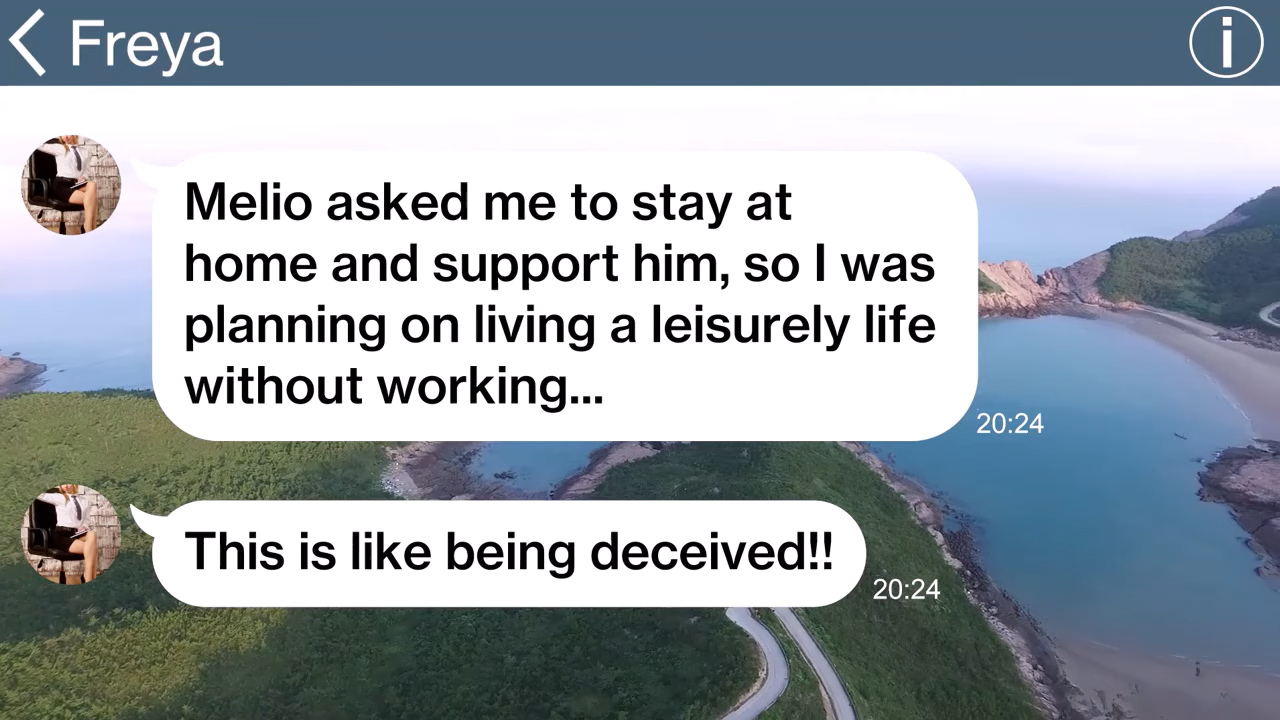 Freya
Melio asked me to stay at
home and support him, so I was
planning on living a leisurely life
without working...
20:24
This is like being deceived!!
20:24